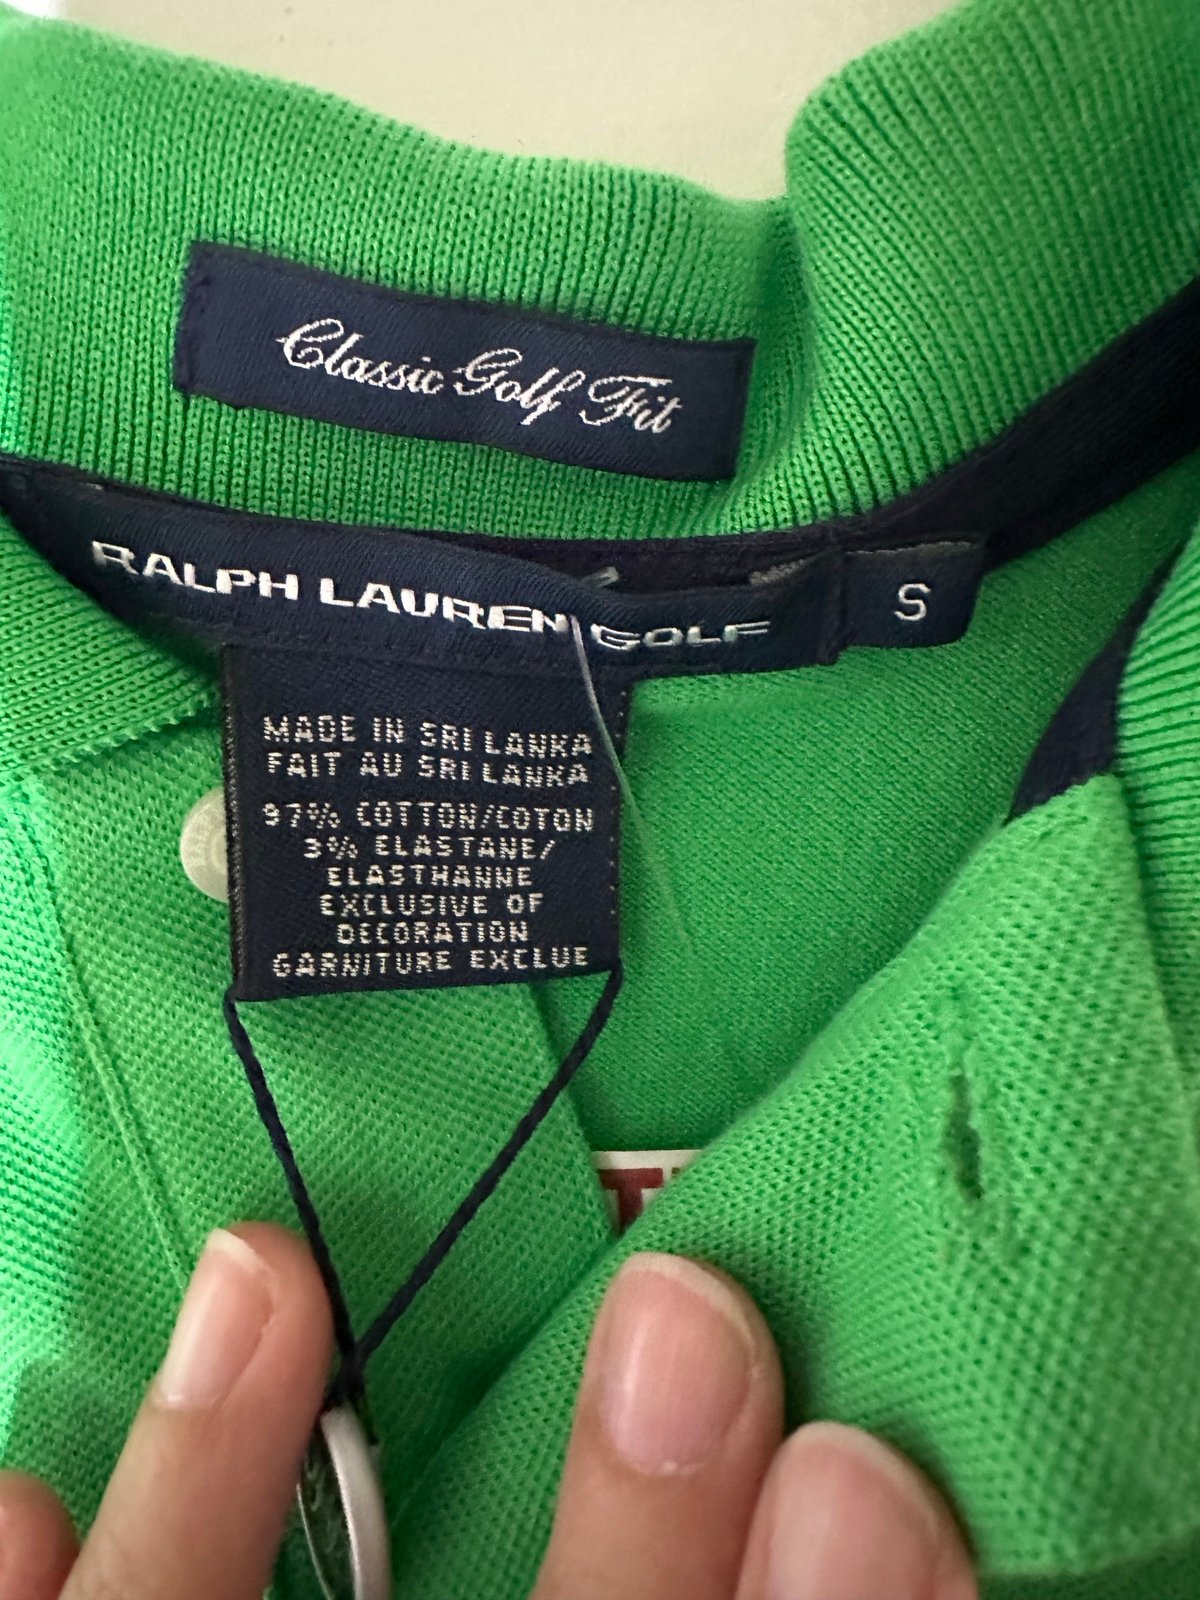 Classic Golf Fit
RALPH LAUREN GOLF
S
MADE IN SRI LANKA
FAIT AU SRI LANKA
97% COTTON/COTON
3% ELASTANE/
ELASTHANNE
EXCLUSIVE OF
DECORATION
GARNITURE EXCLUE